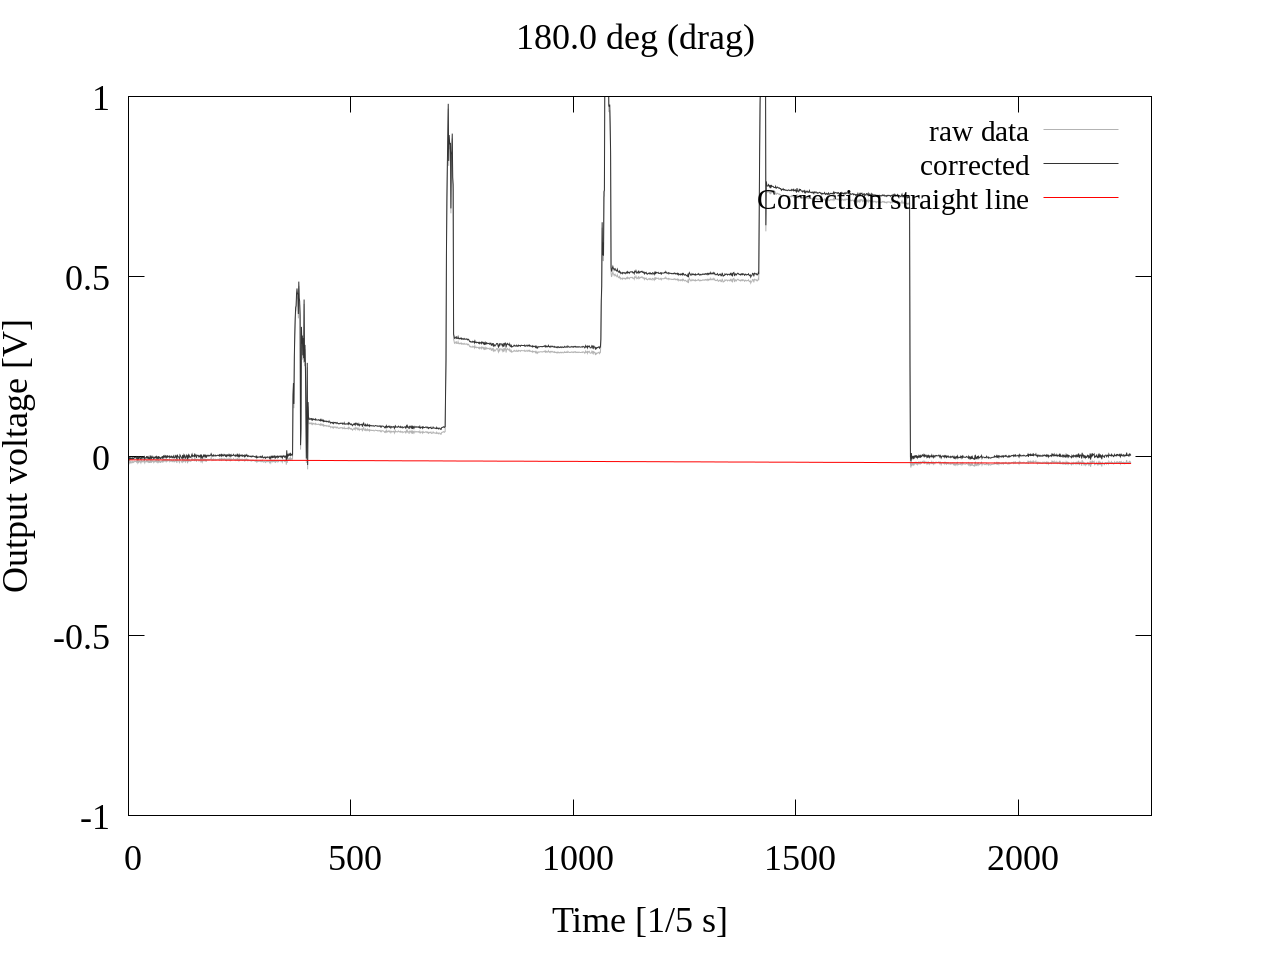 180.0 deg (drag)
1
raw data
corrected
Correction straight line
0.5
0
-0.5
-1
Output voltage [V]
0 500 1000 1500 2000
Time [1/5 s]